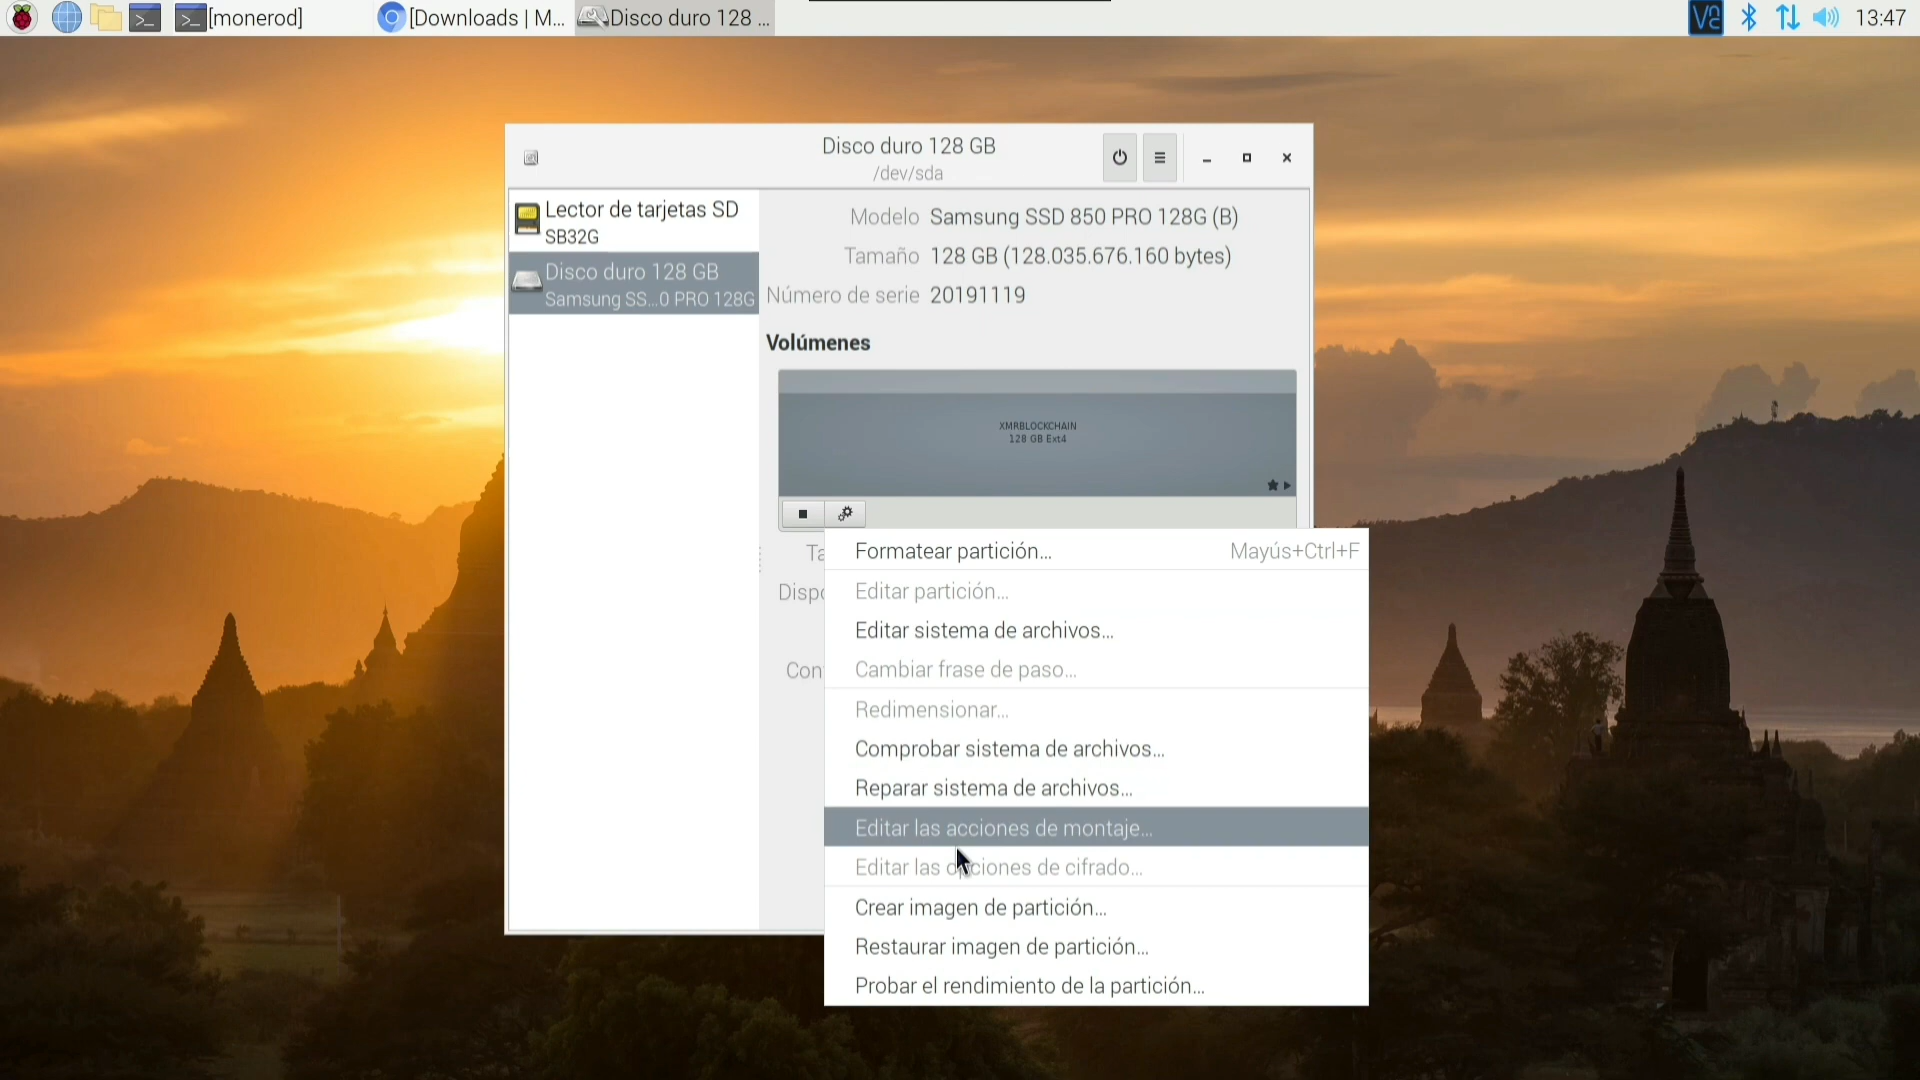 [monerod]
[Downloads | M...
Disco duro 128 ...
13:47
Disco duro 128 GB
/dev/sda
Lector de tarjetas SD
SB32G
Disco duro 128 GB
Samsung SS...0 PRO 128G
Modelo Samsung SSD 850 PRO 128G (B)
Tamaño 128 GB (128.035.676.160 bytes)
Número de serie 20191119
Volúmenes
XMRBLOCKCHAIN
128 GB Ext4
Ta
Dispo
Con
Formatear partición... Mayús+Ctrl+F
Editar partición...
Editar sistema de archivos...
Cambiar frase de paso...
Redimensionar...
Comprobar sistema de archivos...
Reparar sistema de archivos...
Editar las acciones de montaje...
Editar las opciones de cifrado...
Crear imagen de partición...
Restaurar imagen de partición...
Probar el rendimiento de la partición...